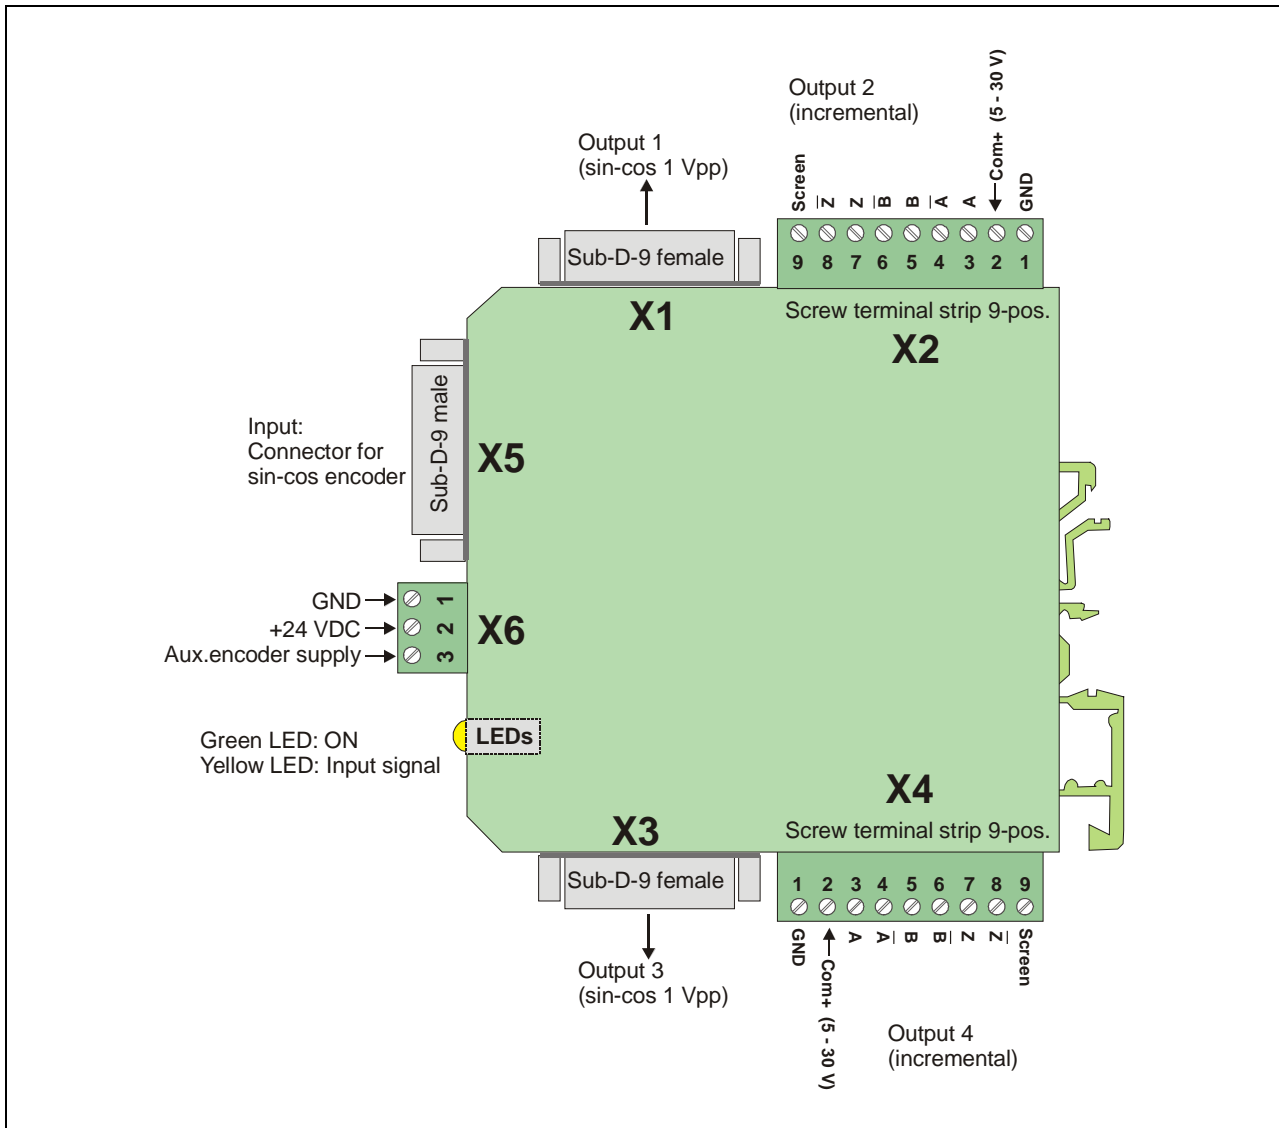 Output 2
(incremental)
Output 1
(sin-cos 1 Vpp)
Screen
Z̅
Z
B̅
B
A̅
A
Com+ (5 - 30 V)
GND
9 8 7 6 5 4 3 2 1
Sub-D-9 female
X1
Screw terminal strip 9-pos.
X2
Input:
Connector for
sin-cos encoder
Sub-D-9 male
X5
GND
+24 VDC
Aux.encoder supply
1
2
3
X6
Green LED: ON
Yellow LED: Input signal
LEDs
X4
Screw terminal strip 9-pos.
X3
Sub-D-9 female
1 2 3 4 5 6 7 8 9
GND
Com+ (5 - 30 V)
A
A̅
B
B̅
Z
Z̅
Screen
Output 3
(sin-cos 1 Vpp)
Output 4
(incremental)